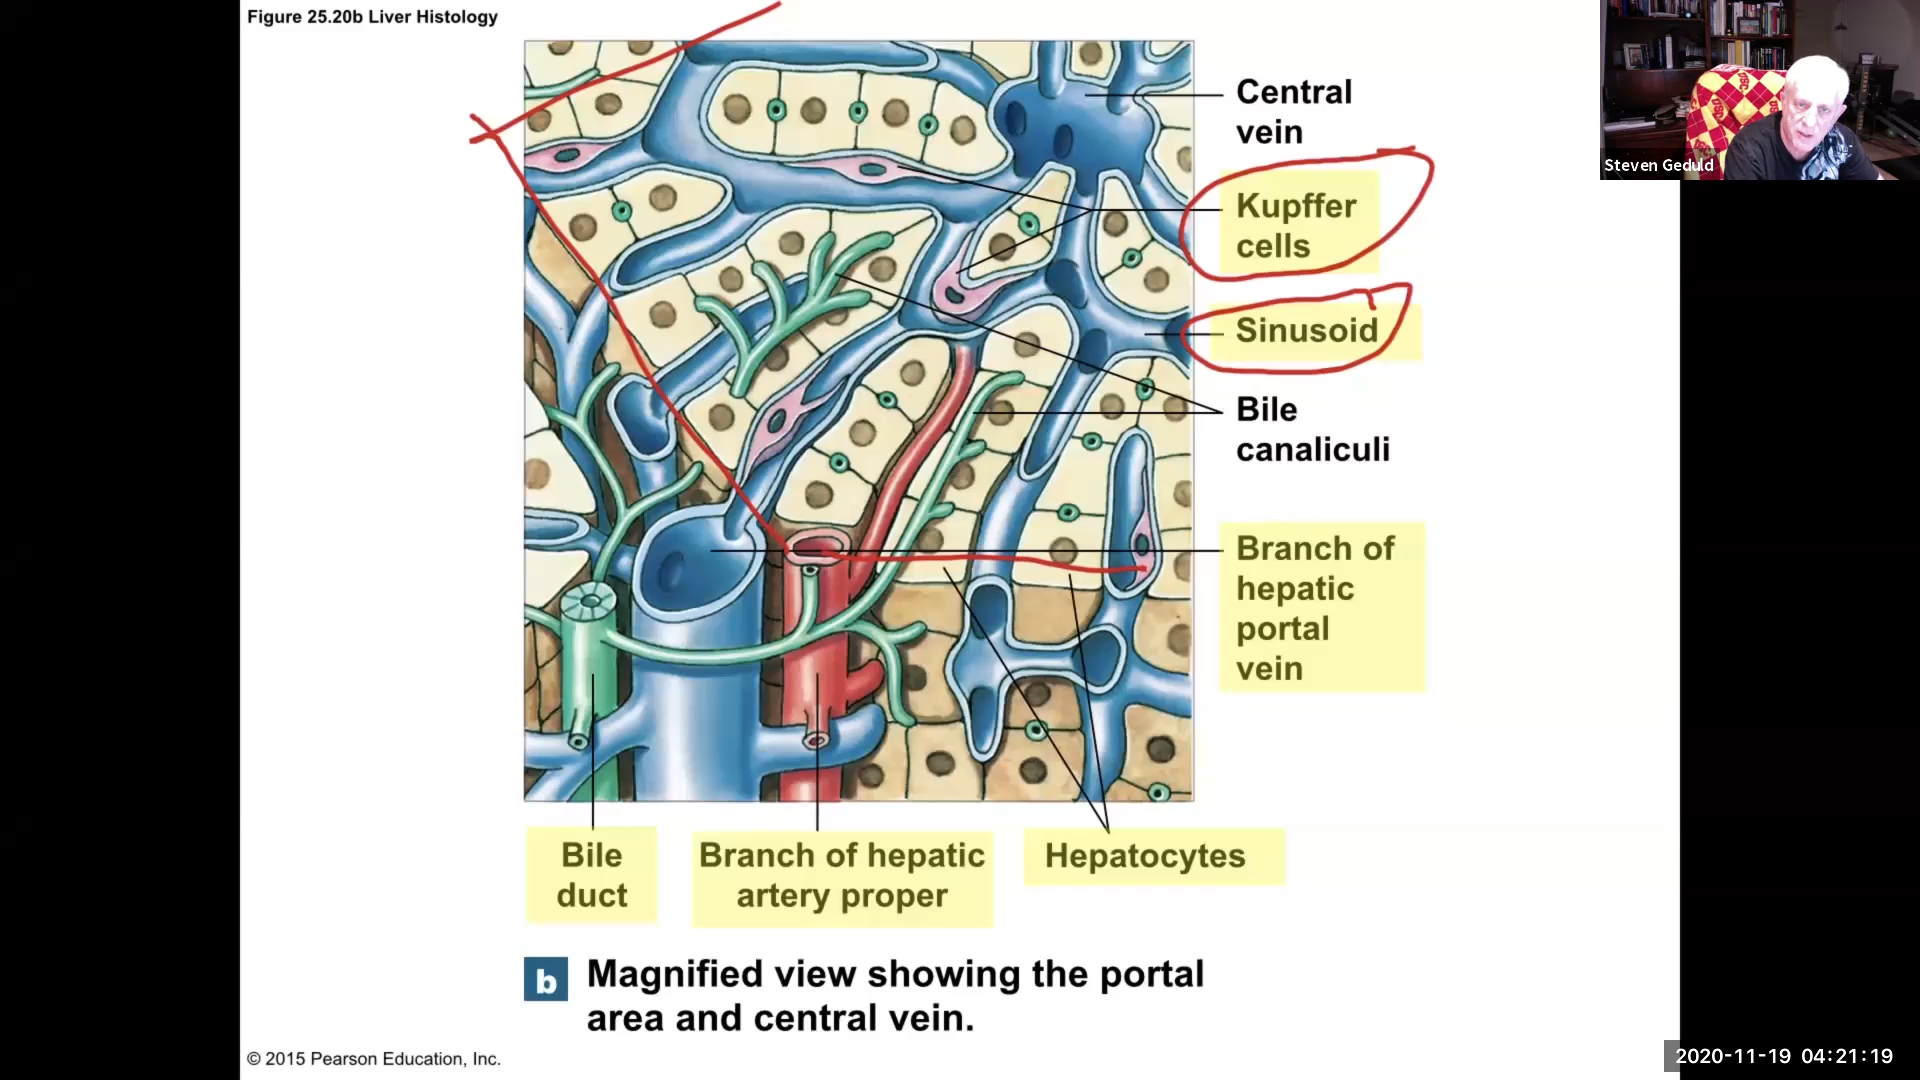 Figure 25.20b Liver Histology
Central
vein
Kupffer
cells
Sinusoid
Bile
canaliculi
Branch of
hepatic
portal
vein
Bile
duct
Branch of hepatic
artery proper
Hepatocytes
b
Magnified view showing the portal
area and central vein.
© 2015 Pearson Education, Inc.
Steven Geduld
2020-11-19 04:21:19